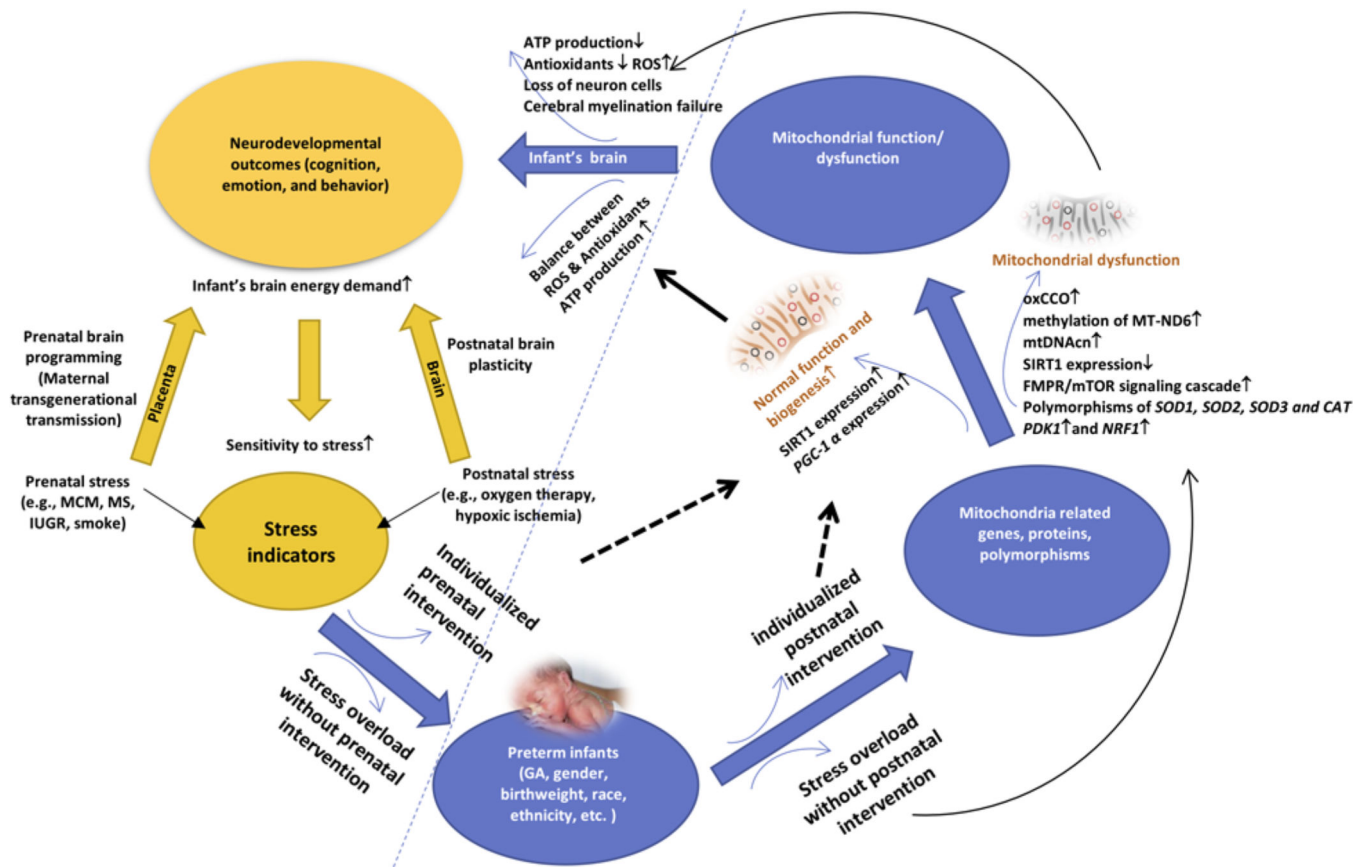 ATP production↓
Antioxidants ↓ ROS↑
Loss of neuron cells
Cerebral myelination failure
Neurodevelopmental
outcomes (cognition,
emotion, and behavior)
Infant's brain
Mitochondrial function/
dysfunction
Balance between
ROS & Antioxidants
ATP production ↑
Mitochondrial dysfunction
oxCCO↑
methylation of MT-ND6↑
mtDNAcn↑
SIRT1 expression↓
FMPR/mTOR signaling cascade↑
Polymorphisms of SOD1, SOD2, SOD3 and CAT
PDK1↑and NRF1↑
Normal function and
biogenesis↑
SIRT1 expression↑
PGC-1 α expression↑
Infant's brain energy demand↑
Prenatal brain
programming
(Maternal
transgenerational
transmission)
Placenta
Brain
Postnatal brain
plasticity
Sensitivity to stress↑
Prenatal stress
(e.g., MCM, MS,
IUGR, smoke)
Postnatal stress
(e.g., oxygen therapy,
hypoxic ischemia)
Stress
indicators
Mitochondria related
genes, proteins,
polymorphisms
Individualized
prenatal
intervention
Stress overload
without prenatal
intervention
Preterm infants
(GA, gender,
birthweight, race,
ethnicity, etc. )
individualized
postnatal
intervention
Stress overload
without postnatal
intervention